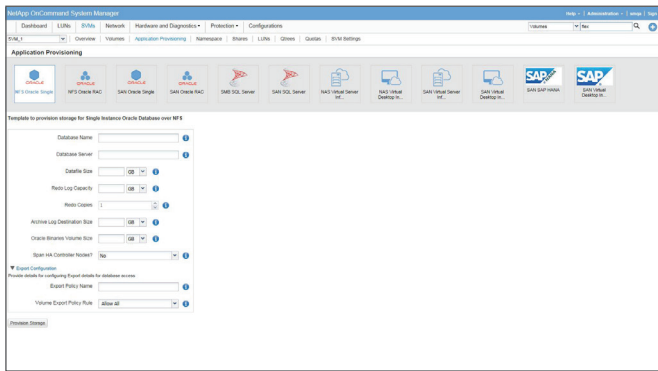 NetApp OnCommand System Manager
Help | Administration | Sign
Dashboard LUNs SVMs Network Hardware and Diagnostics Protection Configurations
Volumes flex
SVM_1 Overview Volumes Application Provisioning Namespace Shares LUNs Qtrees Quotas SVM Settings
Application Provisioning
ORACLE ORACLE ORACLE ORACLE SAP HANA SAP
NFS Oracle Single NFS Oracle RAC SAN Oracle Single SAN Oracle RAC SMB SQL Server SAN SQL Server NAS Virtual Server Inf... NAS Virtual Desktop In... SAN Virtual Server Inf... SAN Virtual Desktop In... SAN SAP HANA SAN Virtual Desktop In...
Template to provision storage for Single Instance Oracle Database over NFS
Database Name
Database Server
Datafile Size GB
Redo Log Capacity GB
Redo Copies 1
Archive Log Destination Size GB
Oracle Binaries Volume Size GB
Span HA Controller Nodes? No
Export Configuration
Provide details for configuring Export details for database access
Export Policy Name
Volume Export Policy Rule Allow All
Provision Storage